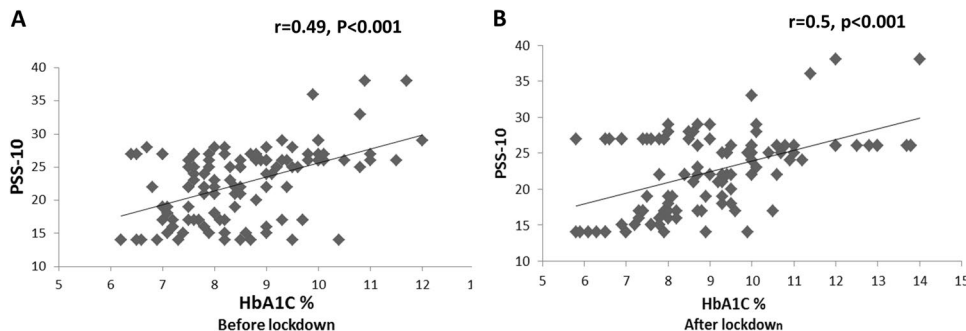 A
r=0.49, P<0.001
40
35
30
25
20
15
10
PSS-10
5 6 7 8 9 10 11 12 1
HbA1C %
Before lockdown
B
r=0.5, p<0.001
40
35
30
25
20
15
10
PSS-10
5 6 7 8 9 10 11 12 13 14 15
HbA1C %
After lockdown